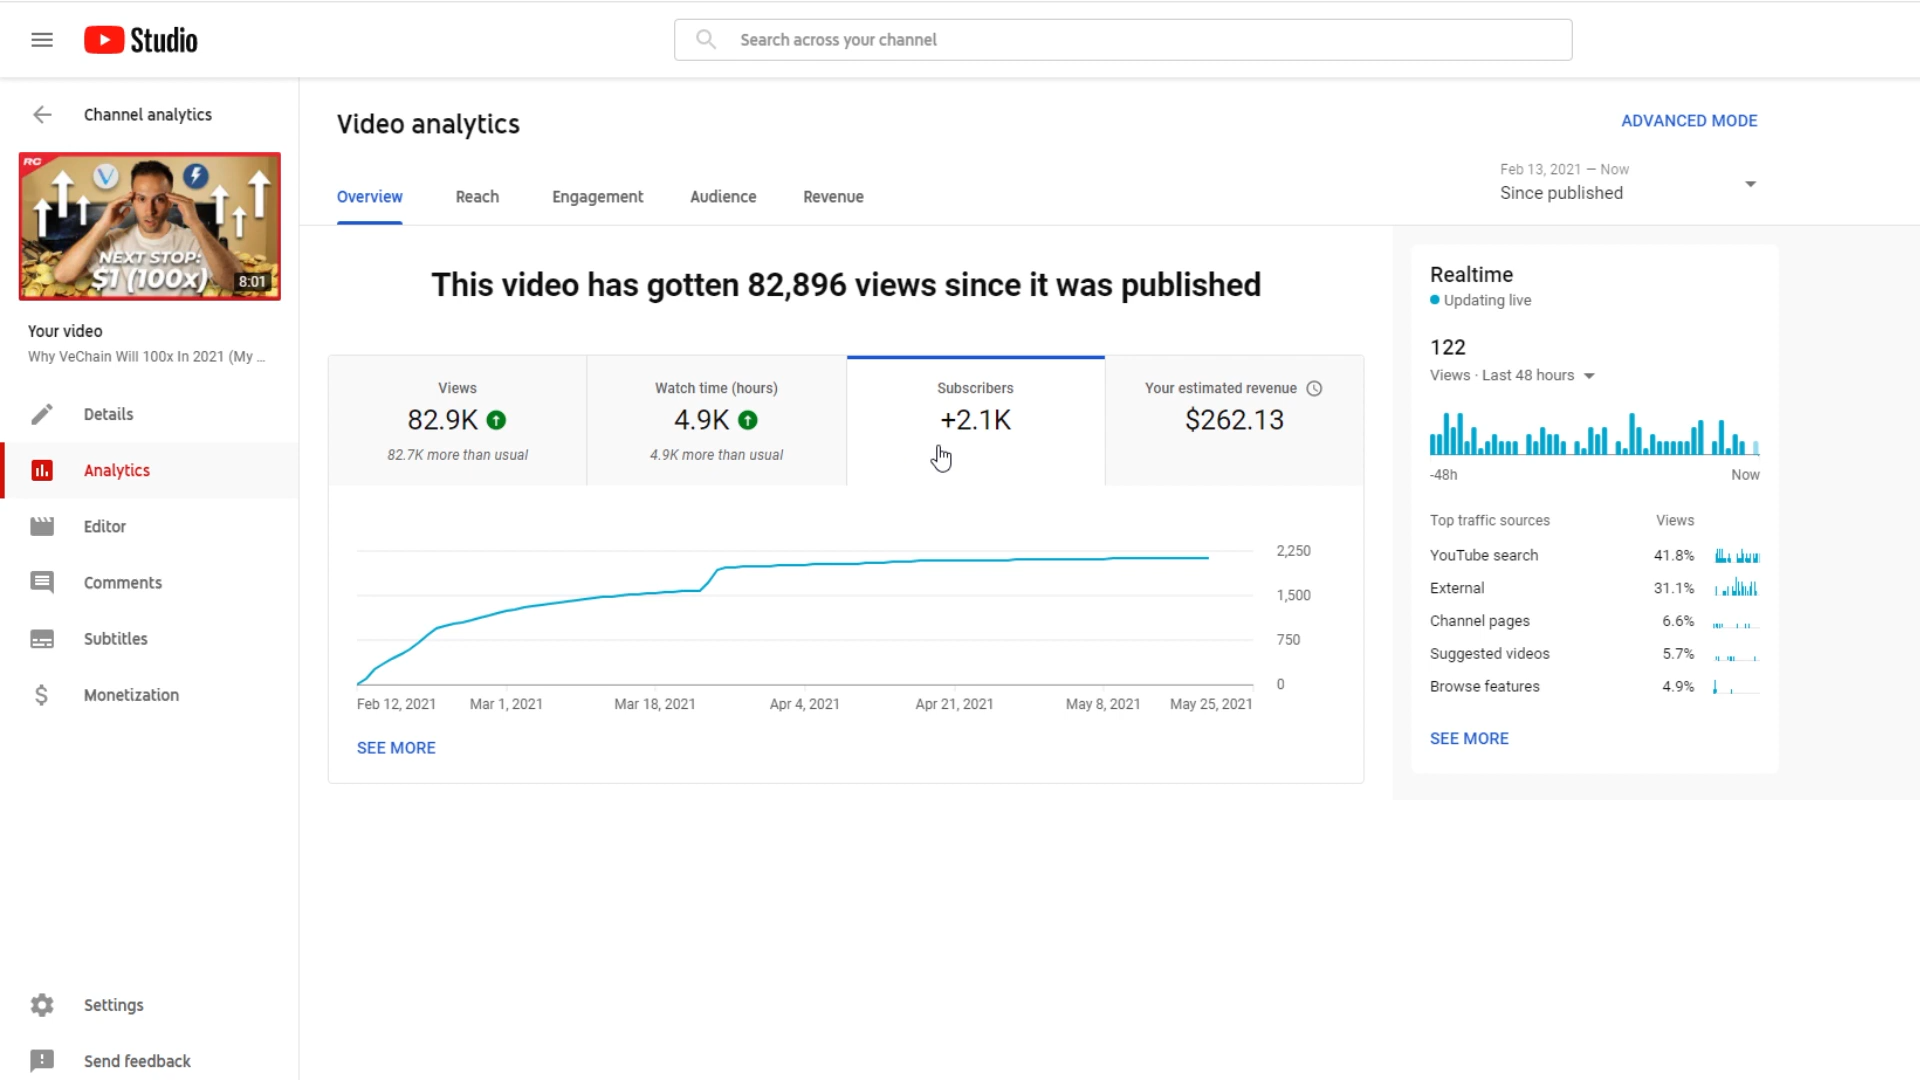 Studio
Search across your channel
Channel analytics
RC
NEXT STOP:
$1 (100x)
8:01
Your video
Why VeChain Will 100x In 2021 (My ...
Details
Analytics
Editor
Comments
Subtitles
Monetization
Settings
Send feedback
Video analytics
ADVANCED MODE
Feb 13, 2021 – Now
Since published
Overview
Reach
Engagement
Audience
Revenue
This video has gotten 82,896 views since it was published
Views
82.9K
82.7K more than usual
Watch time (hours)
4.9K
4.9K more than usual
Subscribers
+2.1K
Your estimated revenue
$262.13
2,250
1,500
750
0
Feb 12, 2021
Mar 1, 2021
Mar 18, 2021
Apr 4, 2021
Apr 21, 2021
May 8, 2021
May 25, 2021
SEE MORE
Realtime
Updating live
122
Views · Last 48 hours
-48h
Now
Top traffic sources
Views
YouTube search
41.8%
External
31.1%
Channel pages
6.6%
Suggested videos
5.7%
Browse features
4.9%
SEE MORE